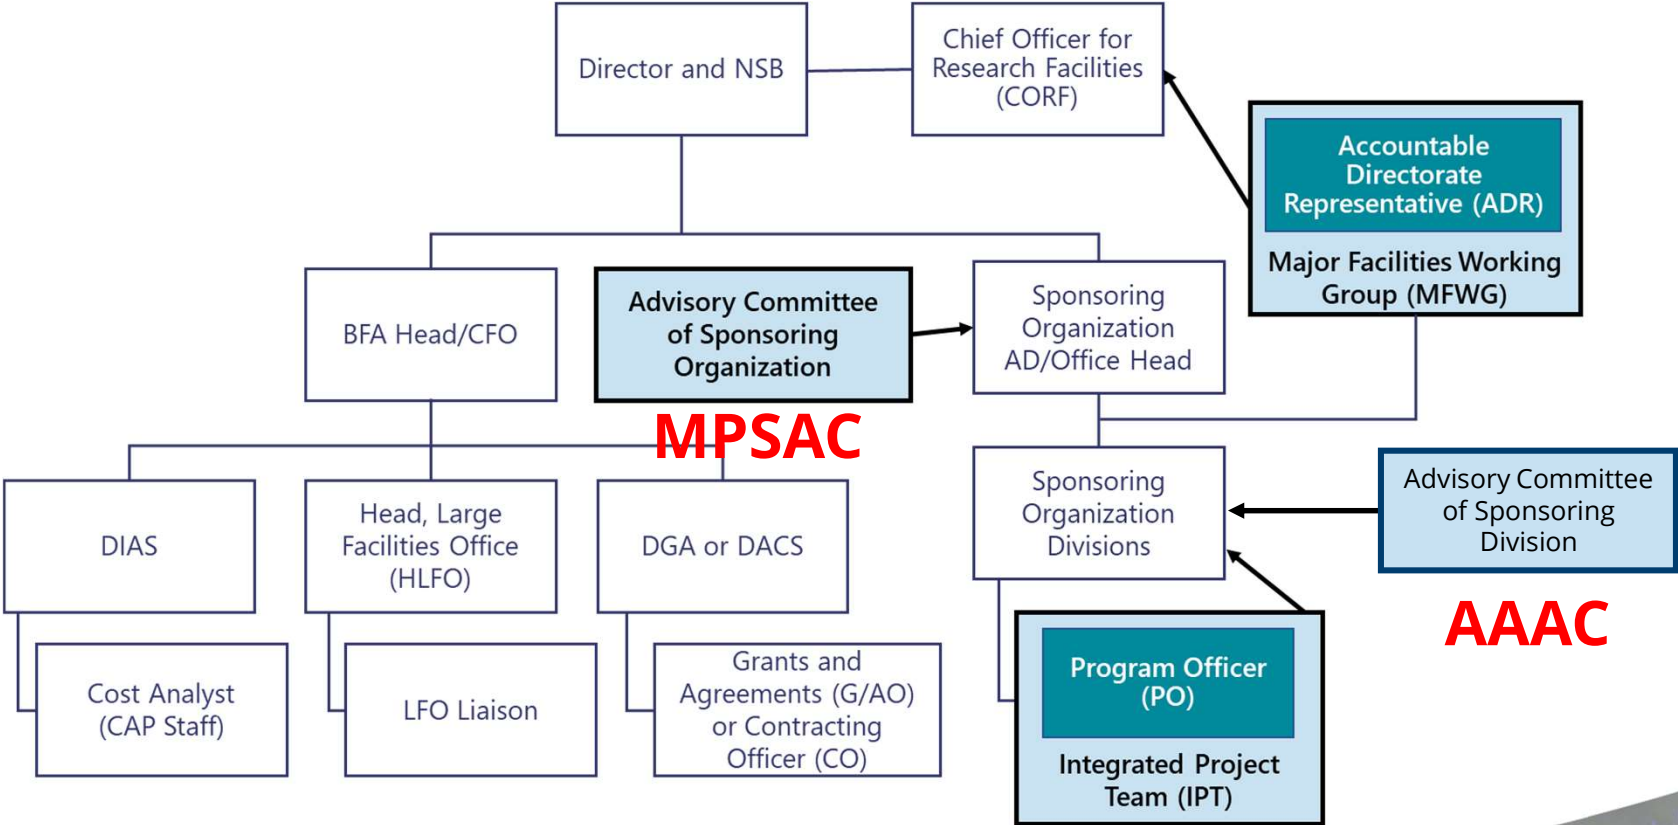 Director and NSB
Chief Officer for
Research Facilities
(CORF)
Accountable
Directorate
Representative (ADR)
Major Facilities Working
Group (MFWG)
BFA Head/CFO
Advisory Committee
of Sponsoring
Organization
MPSAC
Sponsoring
Organization
AD/Office Head
DIAS
Head, Large
Facilities Office
(HLFO)
DGA or DACS
Sponsoring
Organization
Divisions
Advisory Committee
of Sponsoring
Division
AAAC
Cost Analyst
(CAP Staff)
LFO Liaison
Grants and
Agreements (G/AO)
or Contracting
Officer (CO)
Program Officer
(PO)
Integrated Project
Team (IPT)